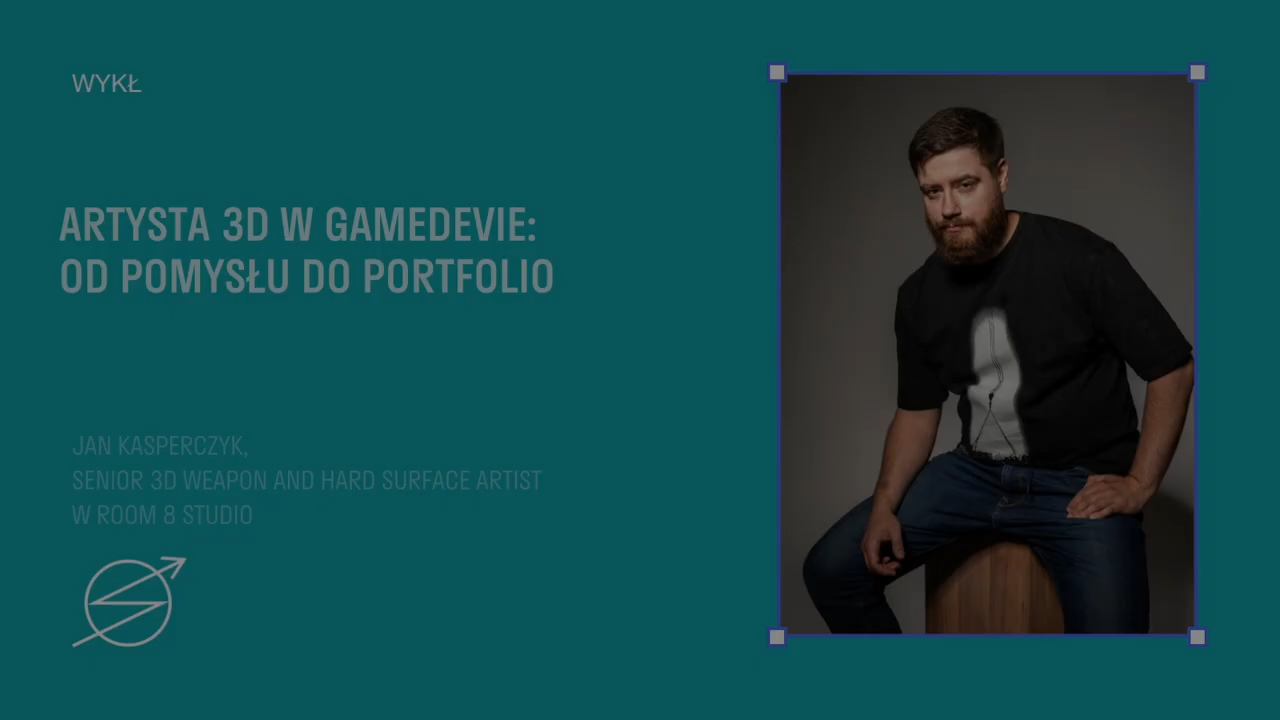 WYKŁ
ARTYSTA 3D W GAMEDEVIE:
OD POMYSŁU DO PORTFOLIO
JAN KASPERCZYK,
SENIOR 3D WEAPON AND HARD SURFACE ARTIST
W ROOM 8 STUDIO